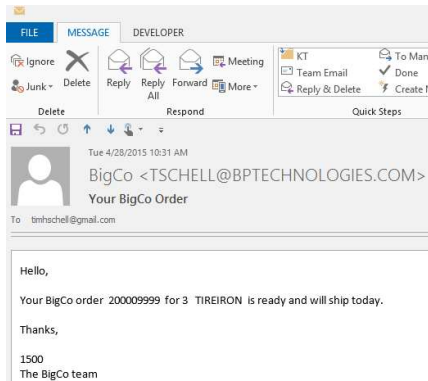 FILE MESSAGE DEVELOPER
Ignore Meeting KT To Man
Junk Delete Reply Reply All Forward More Team Email Done
Reply & Delete Create
Delete Respond Quick Steps
Tue 4/28/2015 10:31 AM
BigCo <TSCHELL@BPTECHNOLOGIES.COM>
Your BigCo Order
To timhschell@gmail.com
Hello,
Your BigCo order 200009999 for 3 TIREIRON is ready and will ship today.
Thanks,
1500
The BigCo team